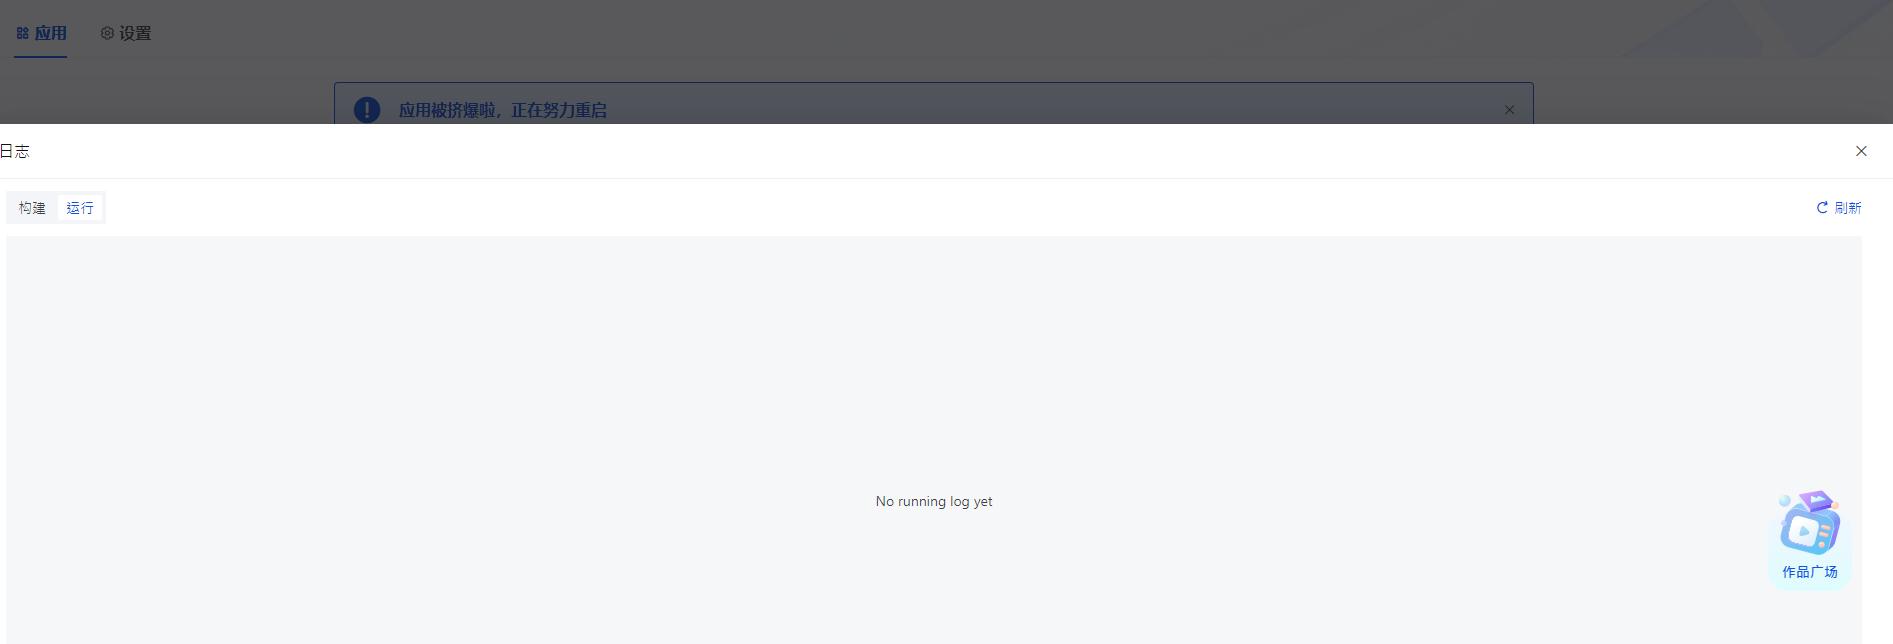 应用 设置
应用被挤爆啦，正在努力重启
日志
构建 运行
刷新
No running log yet
作品广场